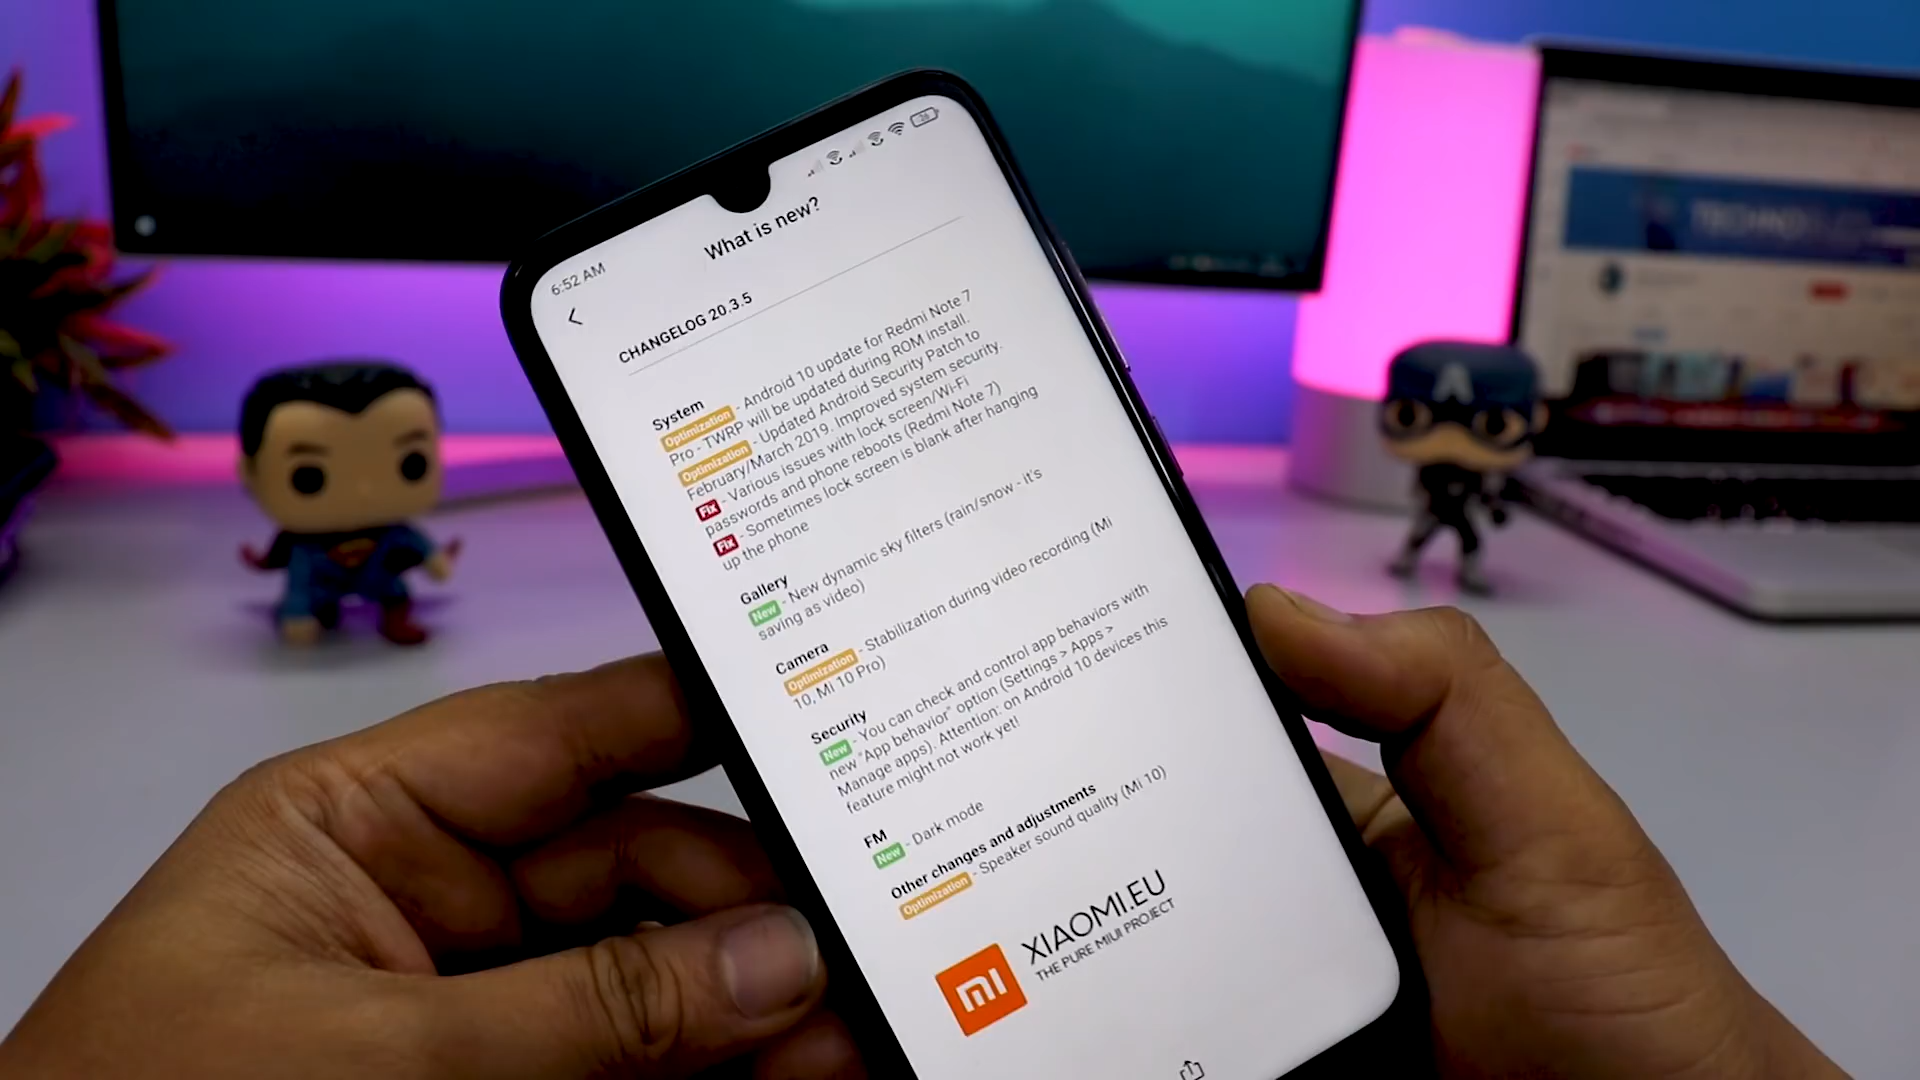 6:52 AM
What is new?
CHANGELOG 20.3.5
System
Optimization - Android 10 update for Redmi Note 7
Pro - TWRP will be updated during ROM install.
Optimization - Updated Android Security Patch to
February/March 2019. Improved system security.
Fix - Various issues with lock screen/Wi-Fi
passwords and phone reboots (Redmi Note 7)
Fix - Sometimes lock screen is blank after hanging
up the phone
Gallery
New - New dynamic sky filters (rain/snow - it's
saving as video)
Camera
Optimization - Stabilization during video recording (Mi
10, Mi 10 Pro)
Security
New - You can check and control app behaviors with
new "App behavior" option (Settings > Apps >
Manage apps). Attention: on Android 10 devices this
feature might not work yet!
FM
New - Dark mode
Other changes and adjustments
Optimization - Speaker sound quality (Mi 10)
mi
XIAOMI.EU
THE PURE MIUI PROJECT
A